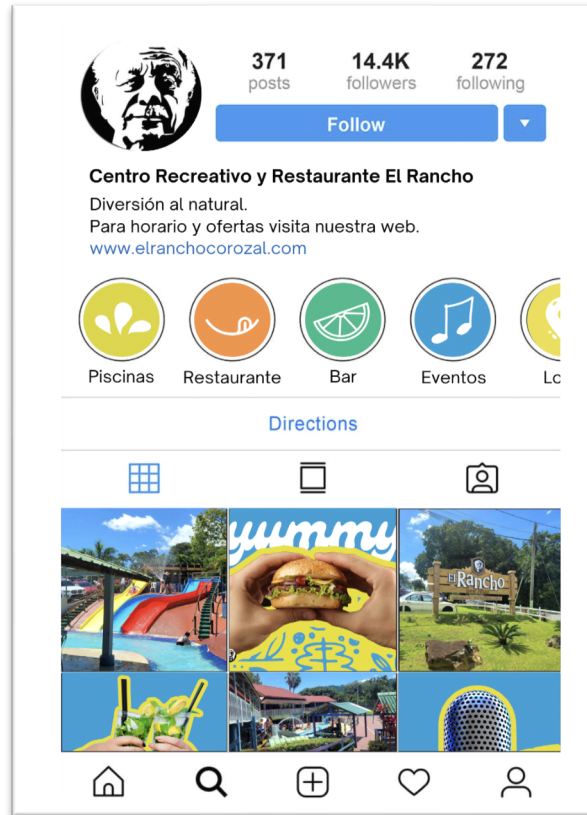 371 14.4K 272
posts followers following
Follow
Centro Recreativo y Restaurante El Rancho
Diversión al natural.
Para horario y ofertas visita nuestra web.
www.elranchocorozal.com
Piscinas Restaurante Bar Eventos Lo
Directions
yummy
El Rancho